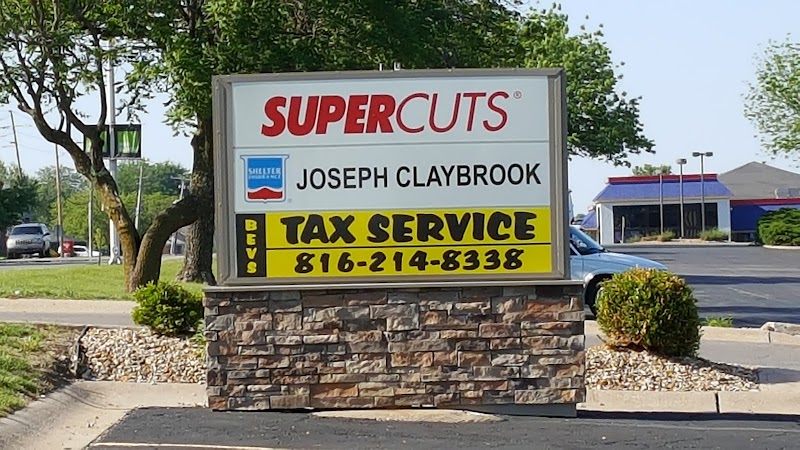 SUPERCUTS®
SHELTER INSURANCE ® JOSEPH CLAYBROOK
BEVS TAX SERVICE
816-214-8338